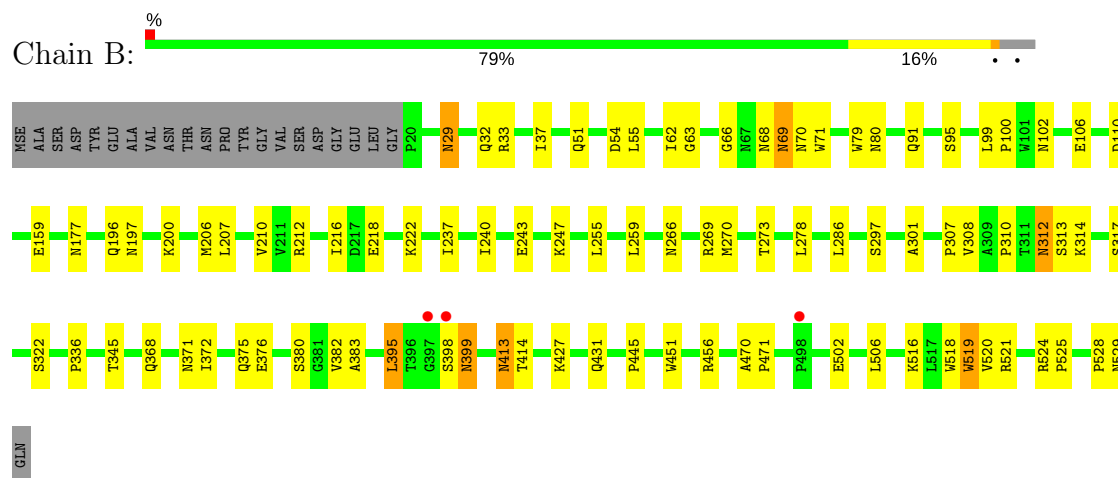 %
Chain B:
79% 16% • •
MSE ALA SER ASP TYR GLU ALA VAL ASN THR ASN PRO TYR GLY VAL SER ASP GLY GLU LEU GLY P20 N29 Q32 R33 I37 Q51 D54 L55 I62 G63 G66 N67 N68 N69 N70 W71 W79 N80 Q91 S95 L99 P100 W101 N102 E106 D110
E159 N177 Q196 N197 K200 M206 L207 V210 V211 R212 I216 D217 E218 K222 I237 I240 E243 K247 L255 L259 N266 R269 M270 T273 L278 L286 S297 A301 P307 V308 A309 P310 T311 N312 S313 K314 S317
S322 P336 T345 Q368 N371 I372 Q375 E376 S380 G381 V382 A383 L395 T396 G397 S398 N399 N413 T414 K427 Q431 P445 W451 R456 A470 P471 P498 E502 L506 K516 L517 W518 W519 V520 R521 R524 P525 P528 N529
GLN